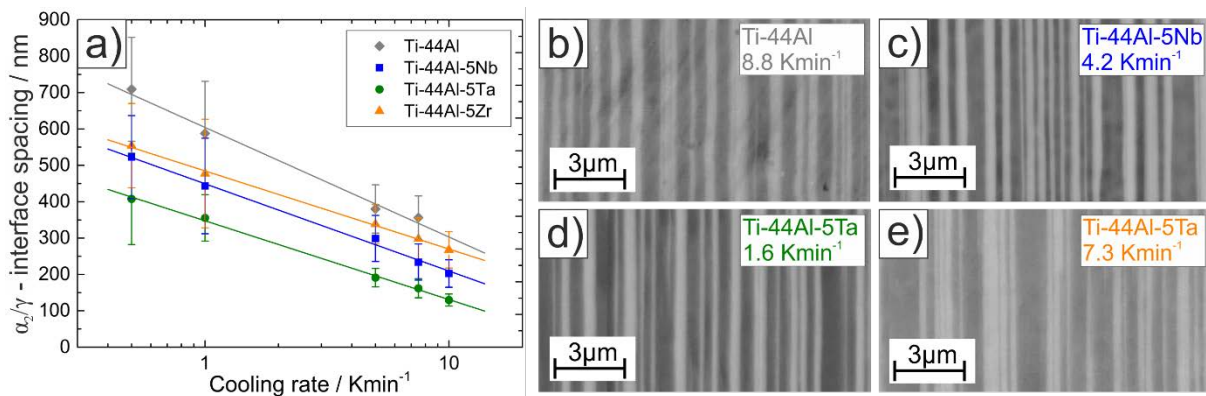 a)
900
800
700
600
500
400
300
200
100
0
α₂/γ - interface spacing / nm
1
10
Cooling rate / Kmin⁻¹
Ti-44Al
Ti-44Al-5Nb
Ti-44Al-5Ta
Ti-44Al-5Zr
b)
Ti-44Al
8.8 Kmin⁻¹
3µm
c)
Ti-44Al-5Nb
4.2 Kmin⁻¹
3µm
d)
Ti-44Al-5Ta
1.6 Kmin⁻¹
3µm
e)
Ti-44Al-5Ta
7.3 Kmin⁻¹
3µm